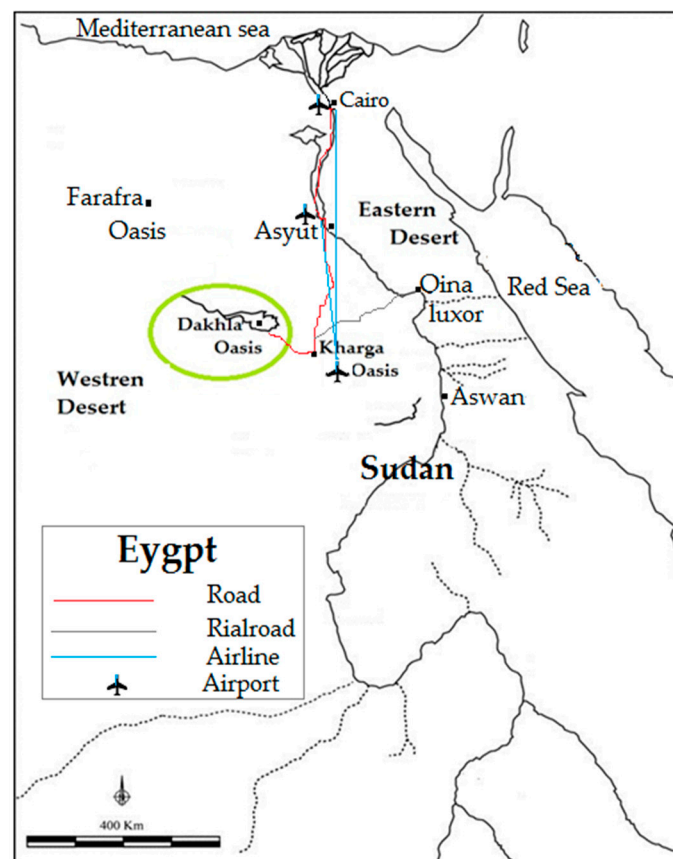 Mediterranean sea
Cairo
Farafra
Oasis
Asyut
Eastern
Desert
Qina
luxor
Red Sea
Dakhla
Oasis
Kharga
Oasis
Westren
Desert
Aswan
Sudan
Eygpt
Road
Rialroad
Airline
Airport
N
400 Km